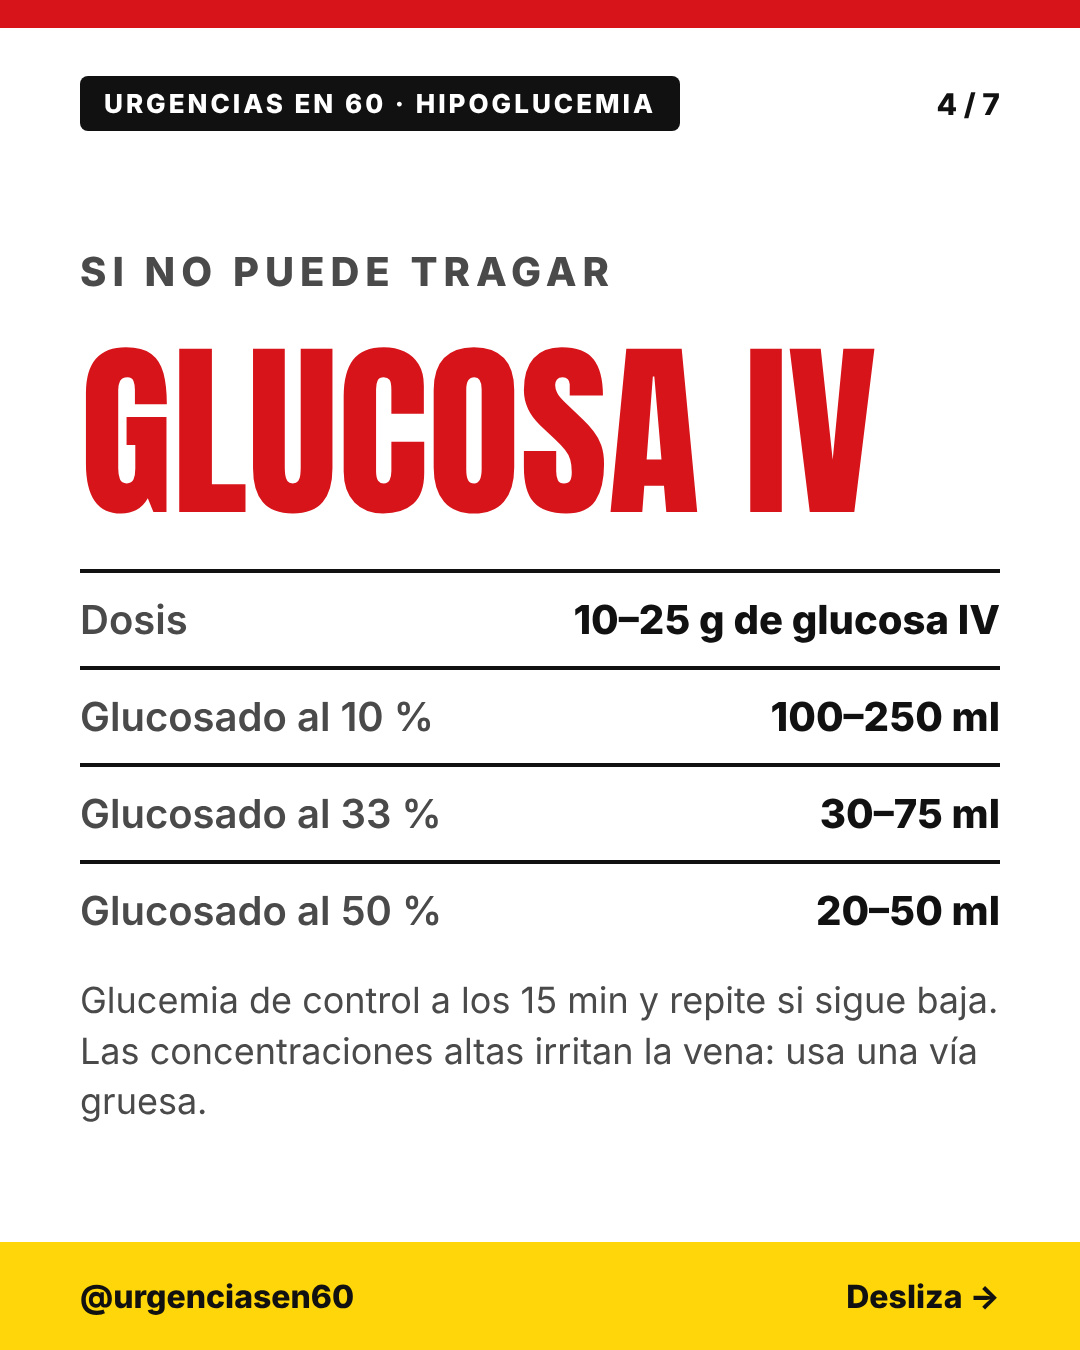 URGENCIAS EN 60 · HIPOGLUCEMIA
4 / 7
SI NO PUEDE TRAGAR
GLUCOSA IV
Dosis 10–25 g de glucosa IV
Glucosado al 10 % 100–250 ml
Glucosado al 33 % 30–75 ml
Glucosado al 50 % 20–50 ml
Glucemia de control a los 15 min y repite si sigue baja.
Las concentraciones altas irritan la vena: usa una vía
gruesa.
@urgenciasen60
Desliza →